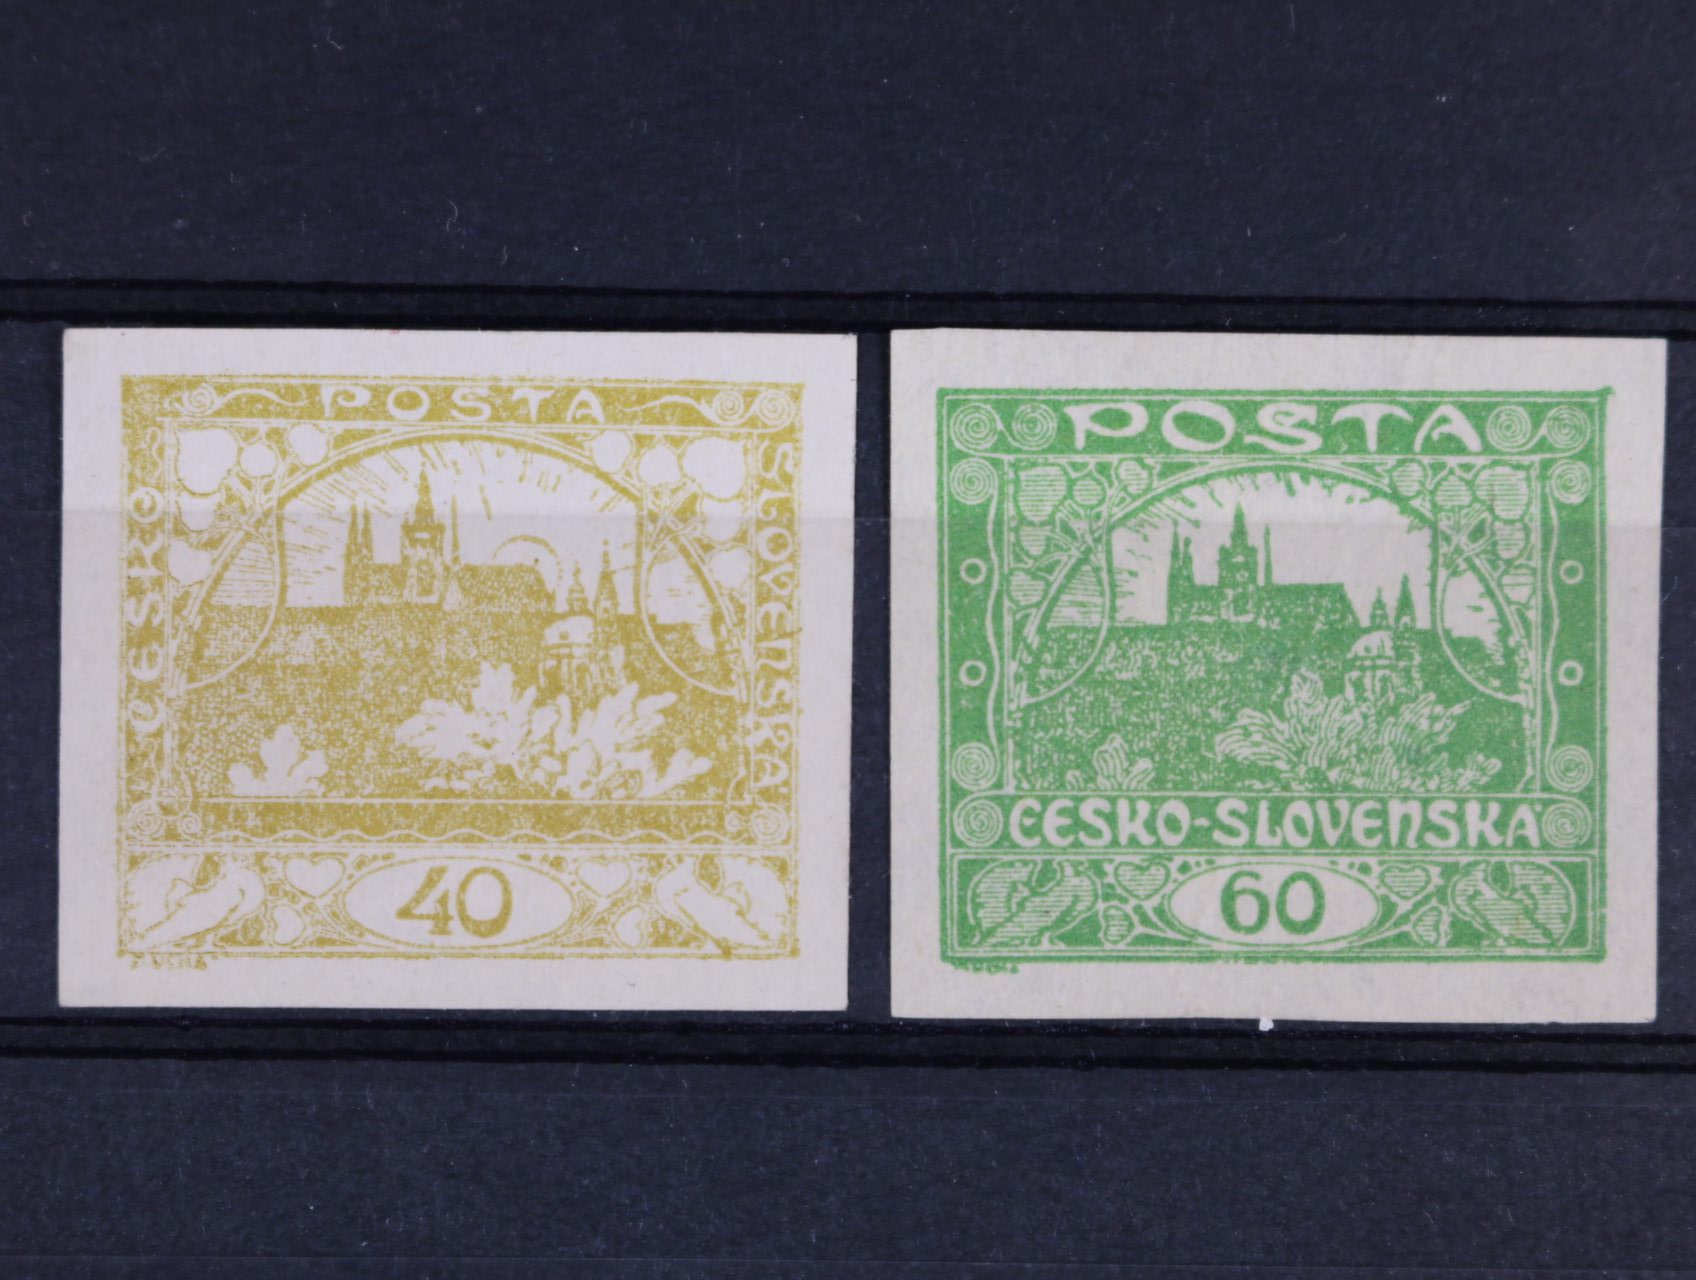 POSTA
ČESKO
SLOVENSKÁ
40
POSTA
ČESKO-SLOVENSKÁ
60